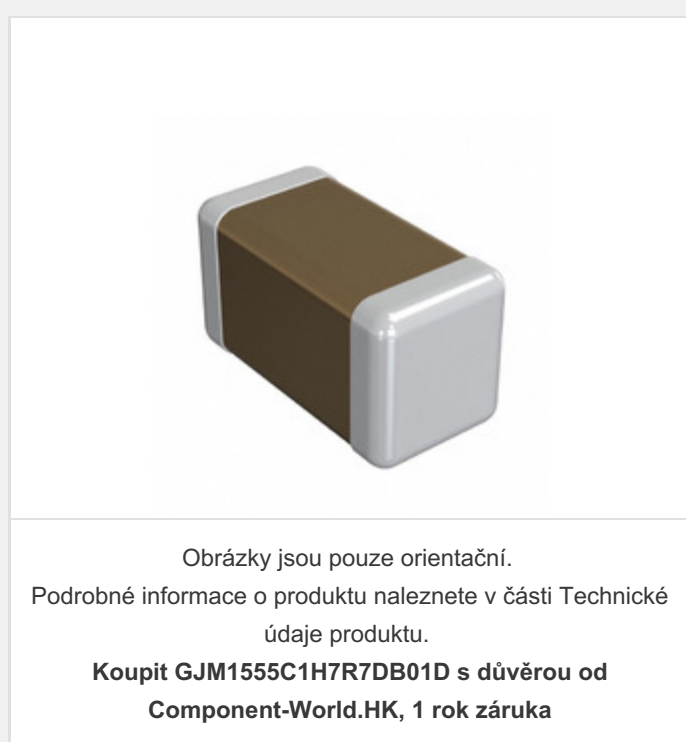 Obrázky jsou pouze orientační.
Podrobné informace o produktu naleznete v části Technické
údaje produktu.
Koupit GJM1555C1H7R7DB01D s důvěrou od
Component-World.HK, 1 rok záruka